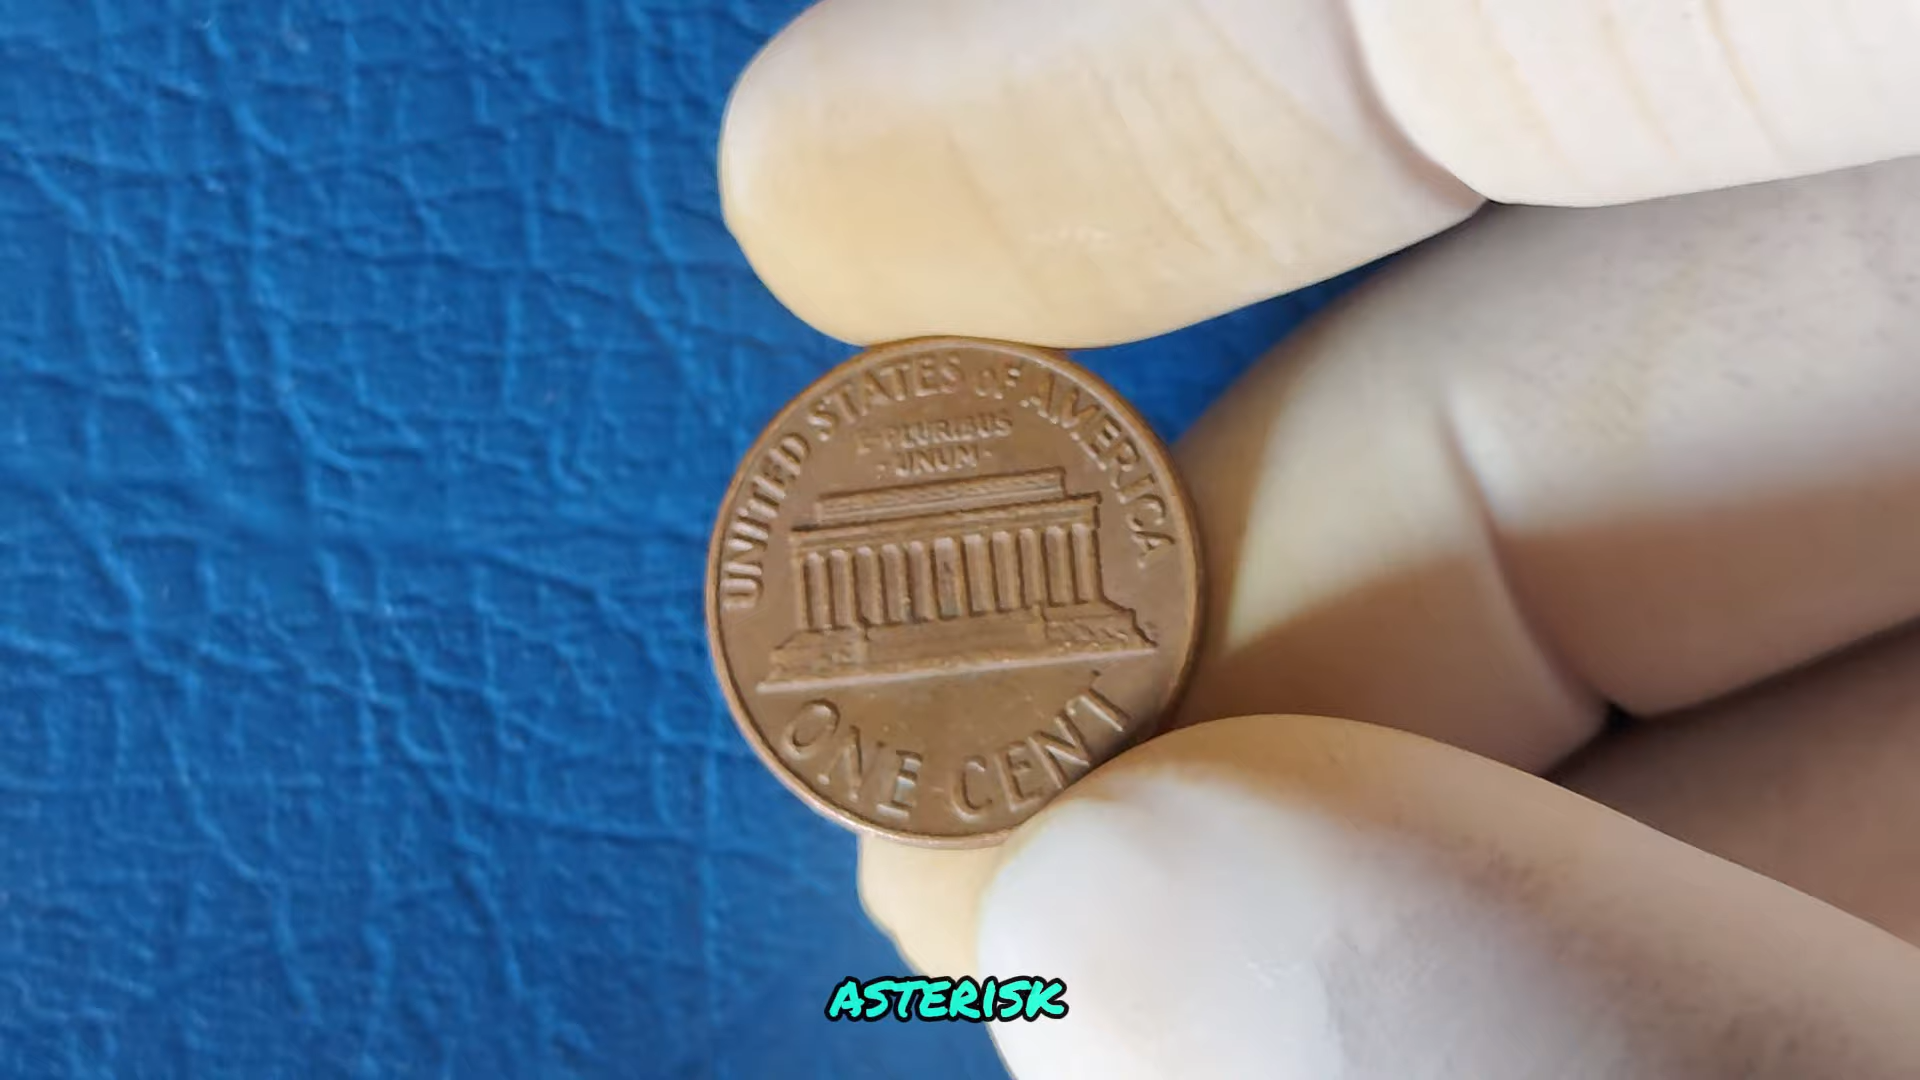 UNITED STATES OF AMERICA
E·PLURIBUS
·UNUM·
ONE CENT
ASTERISK